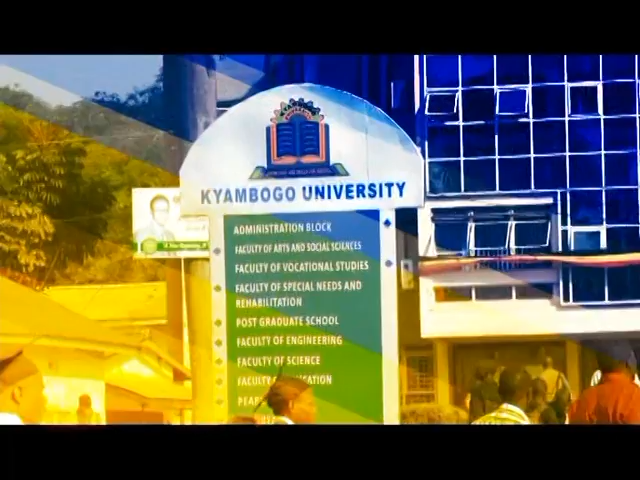 KYAMBOGO UNIVERSITY
ADMINISTRATION BLOCK
FACULTY OF ARTS AND SOCIAL SCIENCES
FACULTY OF VOCATIONAL STUDIES
FACULTY OF SPECIAL NEEDS AND
REHABILITATION
POST GRADUATE SCHOOL
FACULTY OF ENGINEERING
FACULTY OF SCIENCE